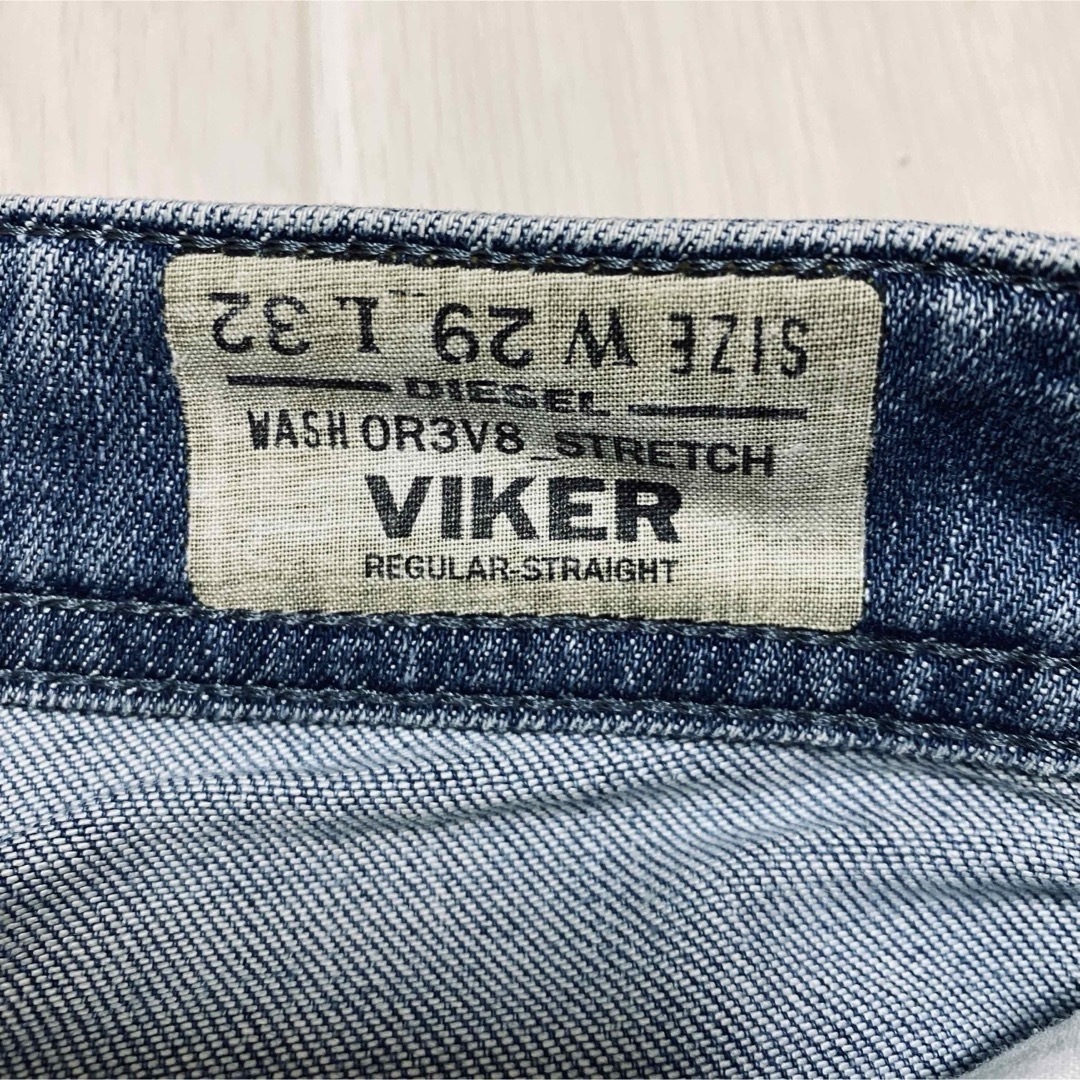 SIZE W 29 L 32
DIESEL
WASH 0R3V8_STRETCH
VIKER
REGULAR-STRAIGHT